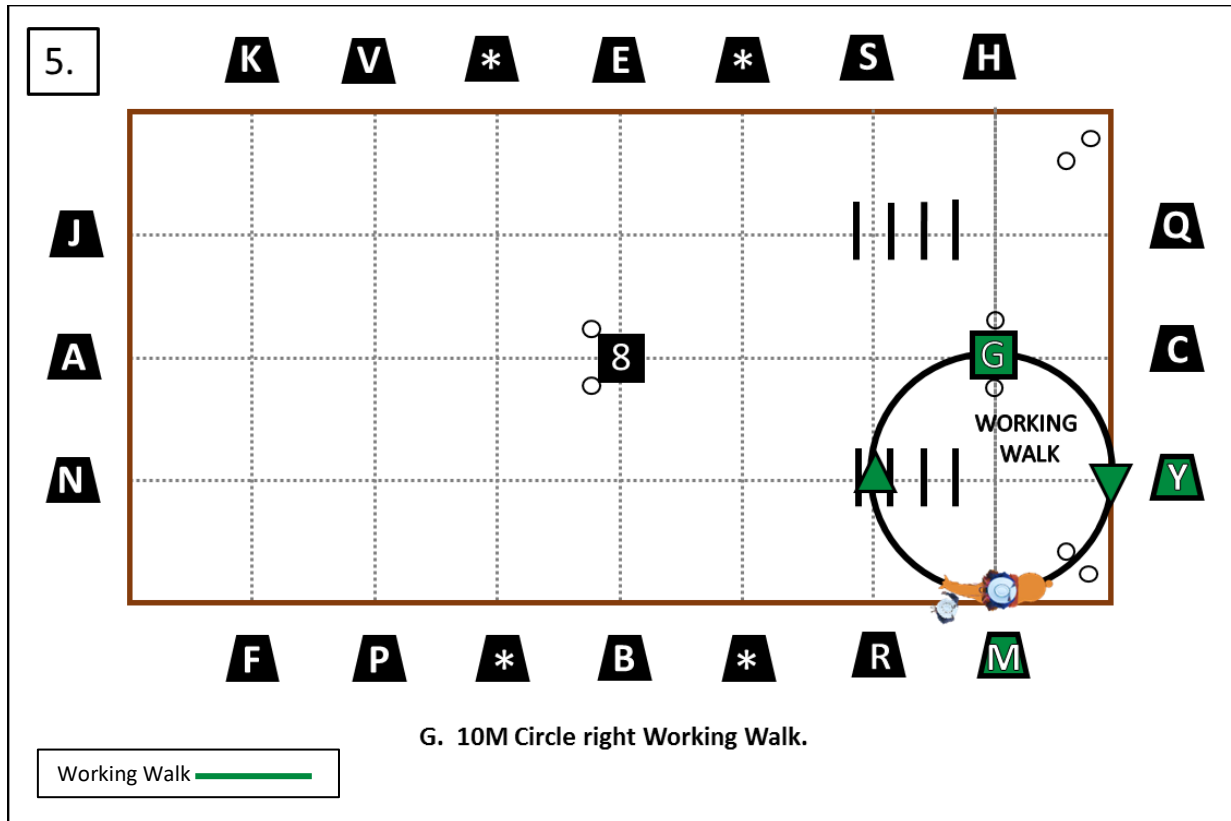 5.
K V * E * S H
J Q
A 8 G C
WORKING
WALK
N Y
F P * B * R M
G. 10M Circle right Working Walk.
Working Walk